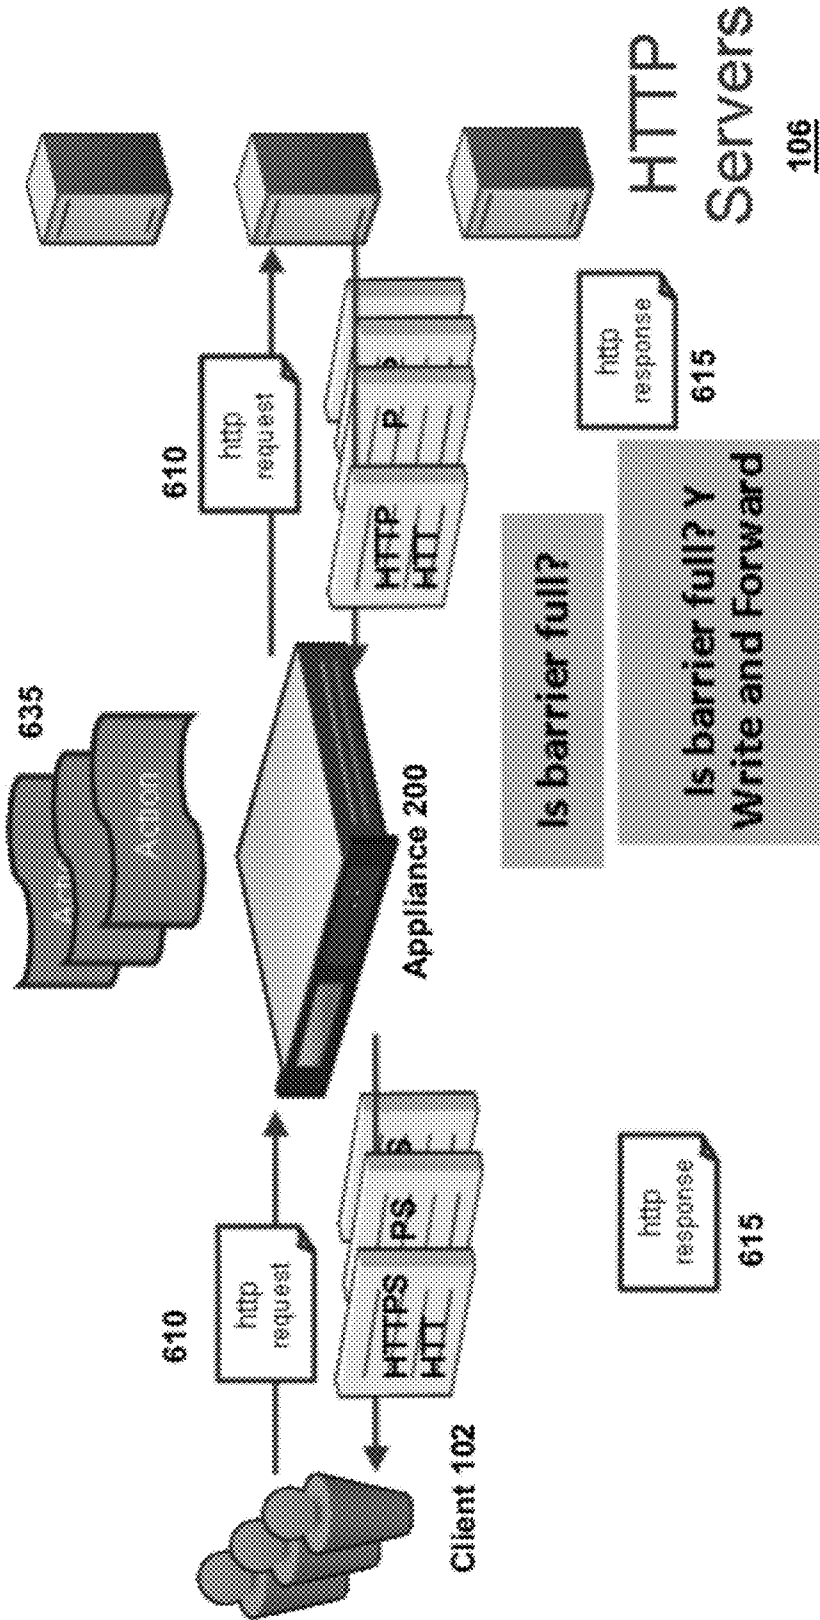 635
Action
610
http
request
610
http
request
HTTPS
HTT
PS
S
HTTP
HTT
P
Client 102
Appliance 200
Is barrier full?
Is barrier full? Y
Write and Forward
http
response
615
http
response
615
HTTP
Servers
106